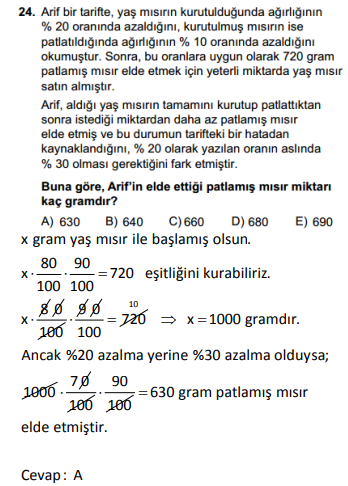 24. Arif bir tarifte, yaş mısırın kurutulduğunda ağırlığının
% 20 oranında azaldığını, kurutulmuş mısırın ise
patlatıldığında ağırlığının % 10 oranında azaldığını
okumuştur. Sonra, bu oranlara uygun olarak 720 gram
patlamış mısır elde etmek için yeterli miktarda yaş mısır
satın almıştır.
Arif, aldığı yaş mısırın tamamını kurutup patlattıktan
sonra istediği miktardan daha az patlamış mısır
elde etmiş ve bu durumun tarifteki bir hatadan
kaynaklandığını, % 20 olarak yazılan oranın aslında
% 30 olması gerektiğini fark etmiştir.
Buna göre, Arif'in elde ettiği patlamış mısır miktarı
kaç gramdır?
A) 630 B) 640 C) 660 D) 680 E) 690
x gram yaş mısır ile başlamış olsun.
x · 80/100 · 90/100 = 720 eşitliğini kurabiliriz.
x · 80/100 · 90/100 = 720 10 ⇒ x = 1000 gramdır.
Ancak %20 azalma yerine %30 azalma olduysa;
1000 · 70/100 · 90/100 = 630 gram patlamış mısır
elde etmiştir.
Cevap : A